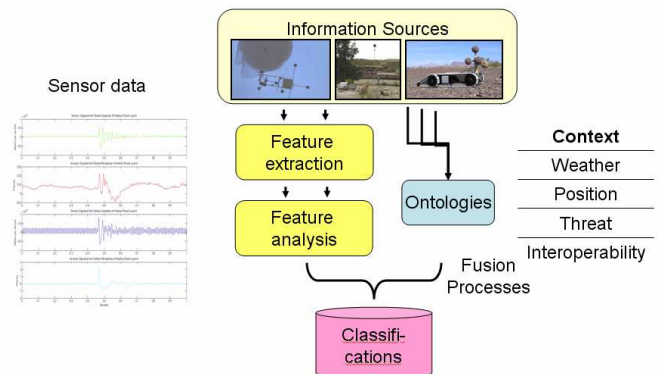 Information Sources
Sensor data
Feature
extraction
Feature
analysis
Ontologies
Context
Weather
Position
Threat
Interoperability
Fusion
Processes
Classifi-
cations